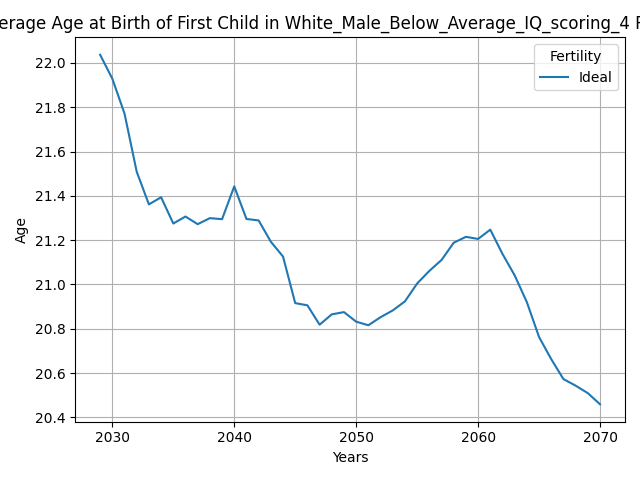 erage Age at Birth of First Child in White_Male_Below_Average_IQ_scoring_4
Fertility
Ideal
22.0
21.8
21.6
21.4
21.2
21.0
20.8
20.6
20.4
Age
2030 2040 2050 2060 2070
Years